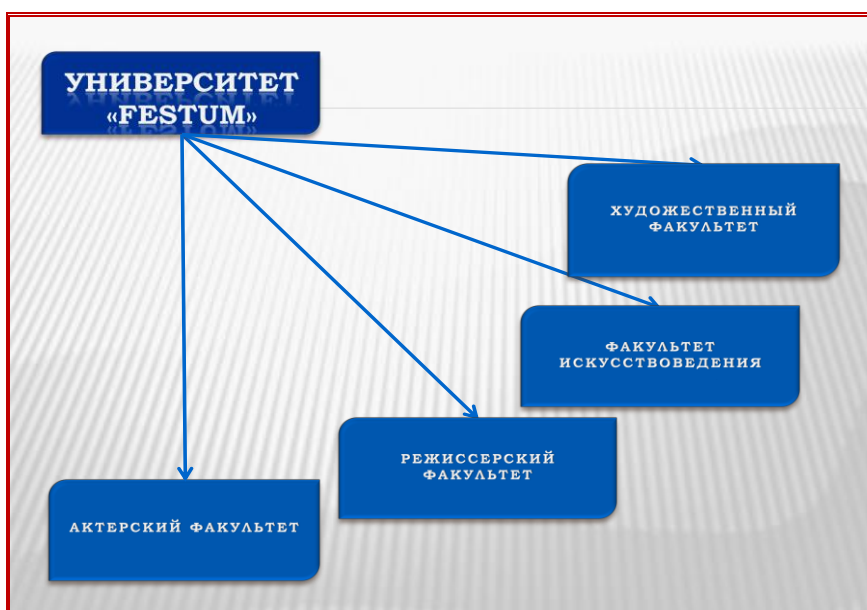 УНИВЕРСИТЕТ
«FESTUM»
ХУДОЖЕСТВЕННЫЙ
ФАКУЛЬТЕТ
ФАКУЛЬТЕТ
ИСКУССТВОВЕДЕНИЯ
РЕЖИССЕРСКИЙ
ФАКУЛЬТЕТ
АКТЕРСКИЙ ФАКУЛЬТЕТ